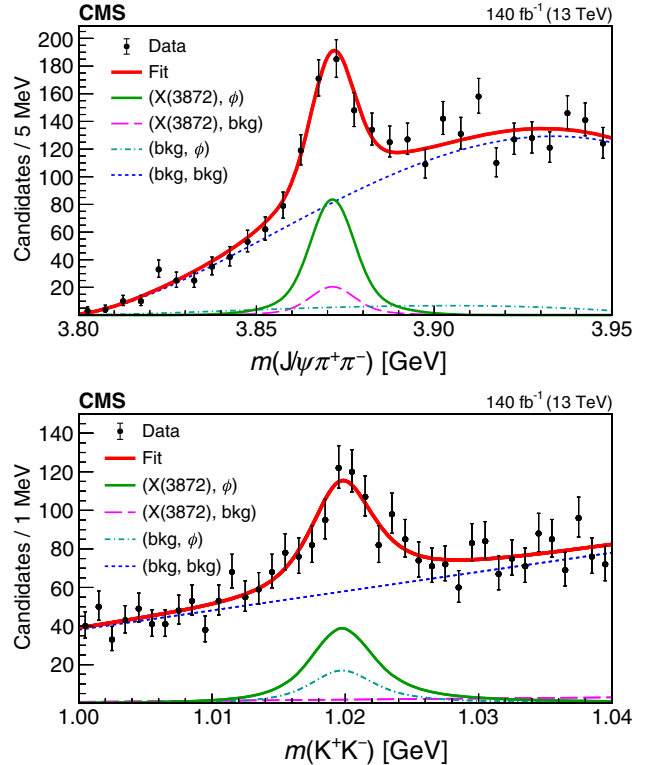 CMS 140 fb⁻¹ (13 TeV)
200
180
160
140
120
100
80
60
40
20
Candidates / 5 MeV
Data
Fit
(X(3872), ϕ)
(X(3872), bkg)
(bkg, ϕ)
(bkg, bkg)
3.80 3.85 3.90 3.95
m(J/ψπ⁺π⁻) [GeV]
CMS 140 fb⁻¹ (13 TeV)
140
120
100
80
60
40
20
Candidates / 1 MeV
Data
Fit
(X(3872), ϕ)
(X(3872), bkg)
(bkg, ϕ)
(bkg, bkg)
1.00 1.01 1.02 1.03 1.04
m(K⁺K⁻) [GeV]